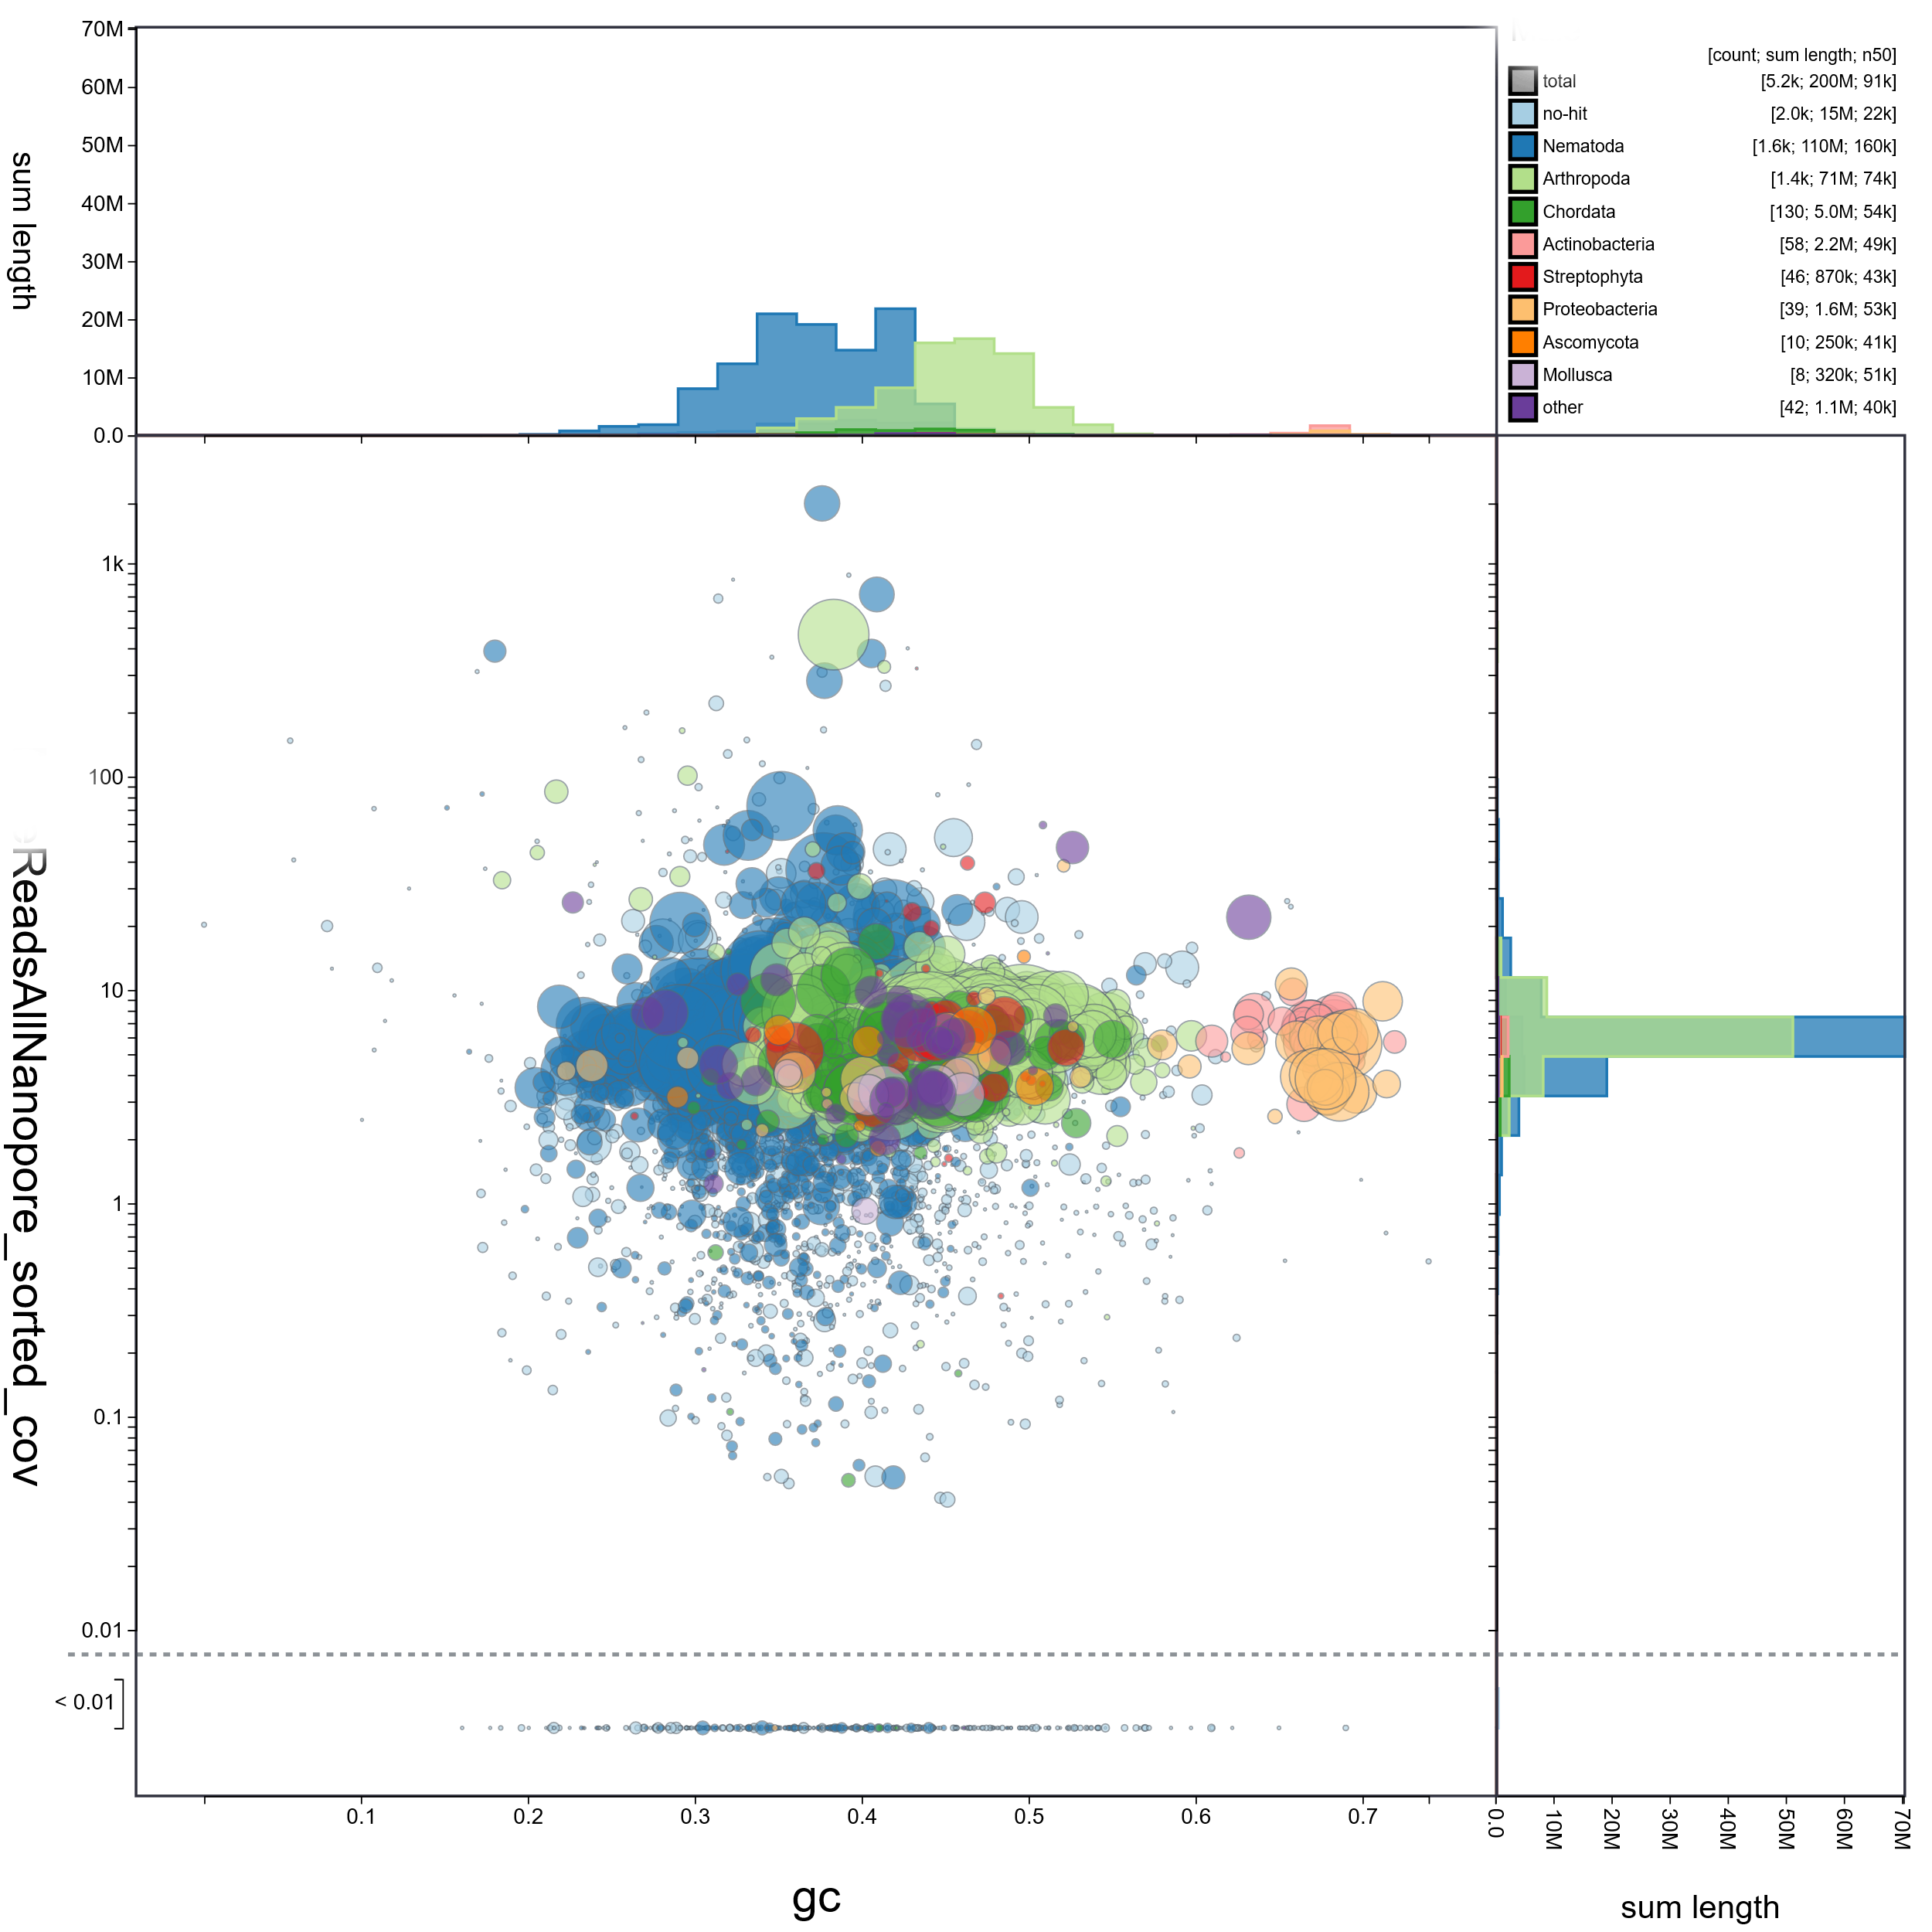 70M
60M
50M
40M
30M
20M
10M
0.0
sum length
[count; sum length; n50]
total [5.2k; 200M; 91k]
no-hit [2.0k; 15M; 22k]
Nematoda [1.6k; 110M; 160k]
Arthropoda [1.4k; 71M; 74k]
Chordata [130; 5.0M; 54k]
Actinobacteria [58; 2.2M; 49k]
Streptophyta [46; 870k; 43k]
Proteobacteria [39; 1.6M; 53k]
Ascomycota [10; 250k; 41k]
Mollusca [8; 320k; 51k]
other [42; 1.1M; 40k]
1k
100
10
1
0.1
0.01
< 0.01
ReadsAllNanopore_sorted_cov
0.1 0.2 0.3 0.4 0.5 0.6 0.7
gc
0.0 10M 20M 30M 40M 50M 60M 70M
sum length